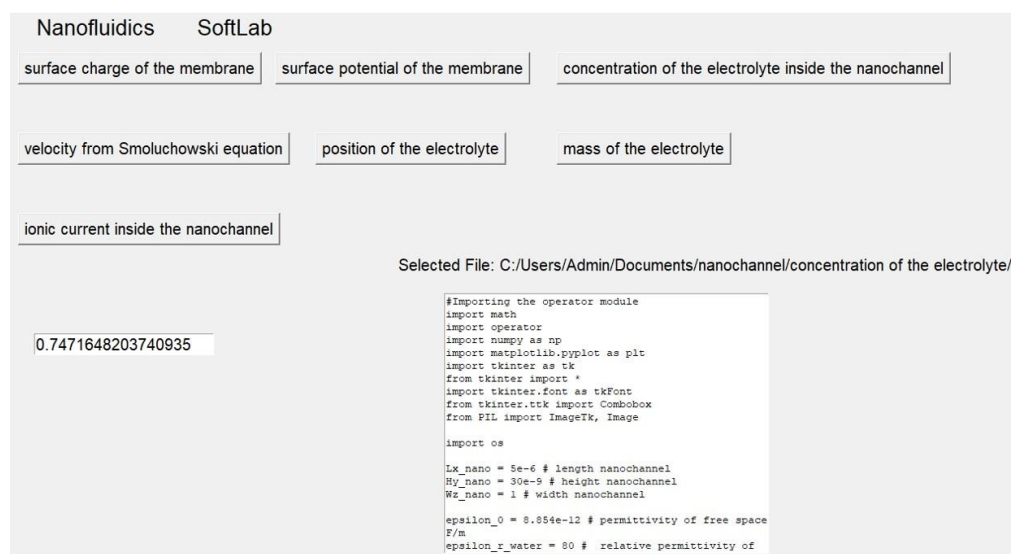 Nanofluidics SoftLab
surface charge of the membrane surface potential of the membrane concentration of the electrolyte inside the nanochannel
velocity from Smoluchowski equation position of the electrolyte mass of the electrolyte
ionic current inside the nanochannel
Selected File: C:/Users/Admin/Documents/nanochannel/concentration of the electrolyte/
0.7471648203740935
#Importing the operator module
import math
import operator
import numpy as np
import matplotlib.pyplot as plt
import tkinter as tk
from tkinter import *
import tkinter.font as tkFont
from tkinter.ttk import Combobox
from PIL import ImageTk, Image
import os
Lx_nano = 5e-6 # length nanochannel
Hy_nano = 30e-9 # height nanochannel
Wz_nano = 1 # width nanochannel
epsilon_0 = 8.854e-12 # permittivity of free space
F/m
epsilon_r_water = 80 # relative permittivity of